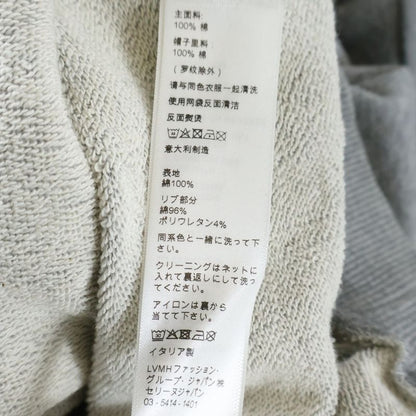 主面料:
100% 棉
帽子里料:
100% 棉
(罗纹除外)
请与同色衣服一起清洗
使用网袋反面清洁
反面熨烫
意大利制造
表地
綿100%
リブ部分
綿96%
ポリウレタン4%
同系色と一緒に洗って下
さい。
クリーニングはネットに
入れて裏返しにして洗っ
てください。
アイロンは裏から
当て下さい。
イタリア製
LVMHファッション・
グループ・ジャパン㈱
セリーヌジャパン
03-5414-1401